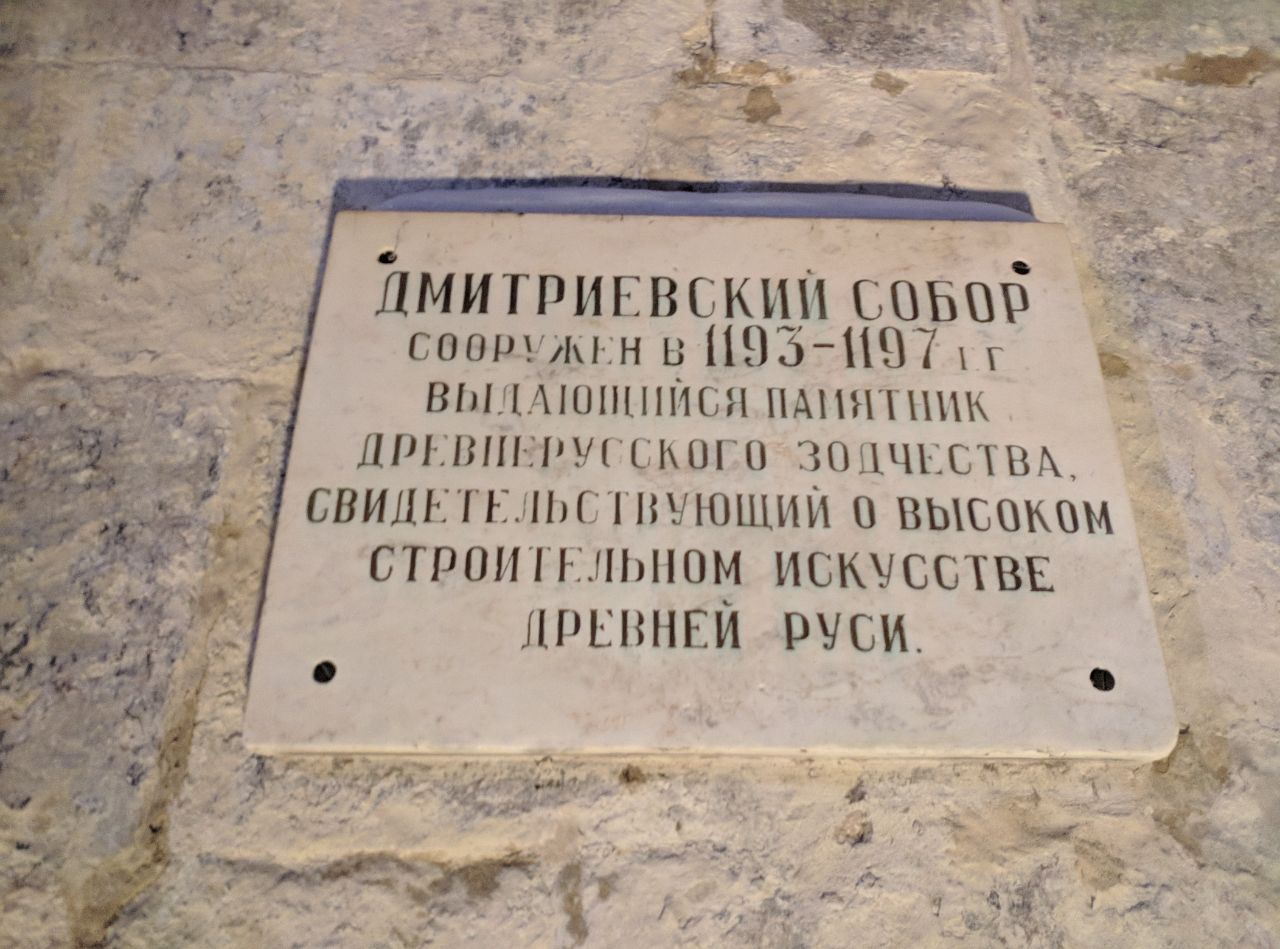 ДМИТРИЕВСКИЙ СОБОР
СООРУЖЕН В 1193-1197 Г.Г
ВЫДАЮЩИЙСЯ ПАМЯТНИК
ДРЕВНЕРУССКОГО ЗОДЧЕСТВА,
СВИДЕТЕЛЬСТВУЮЩИЙ О ВЫСОКОМ
СТРОИТЕЛЬНОМ ИСКУССТВЕ
ДРЕВНЕЙ РУСИ.